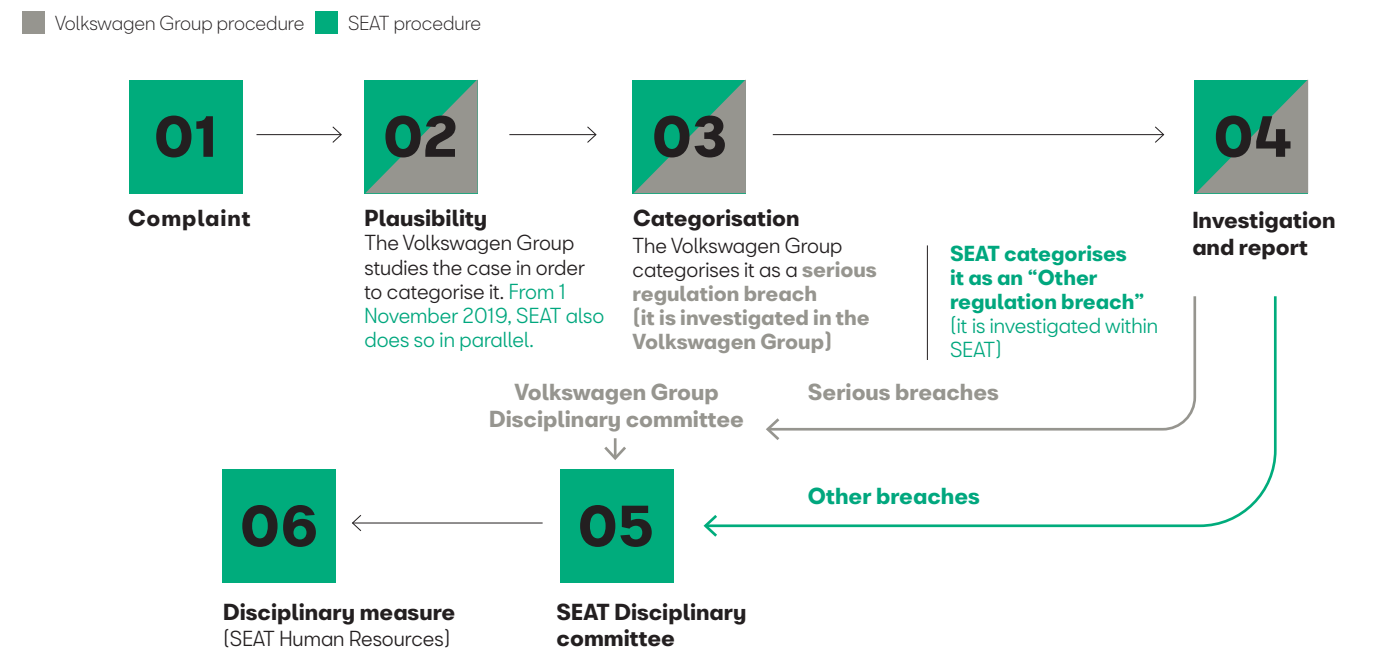 Volkswagen Group procedure
SEAT procedure
01
Complaint
02
Plausibility
The Volkswagen Group
studies the case in order
to categorise it. From 1
November 2019, SEAT also
does so in parallel.
03
Categorisation
The Volkswagen Group
categorises it as a serious
regulation breach
(it is investigated in the
Volkswagen Group)
SEAT categorises
it as an “Other
regulation breach”
(it is investigated within
SEAT)
04
Investigation
and report
Serious breaches
Volkswagen Group
Disciplinary committee
Other breaches
05
SEAT Disciplinary
committee
06
Disciplinary measure
(SEAT Human Resources)